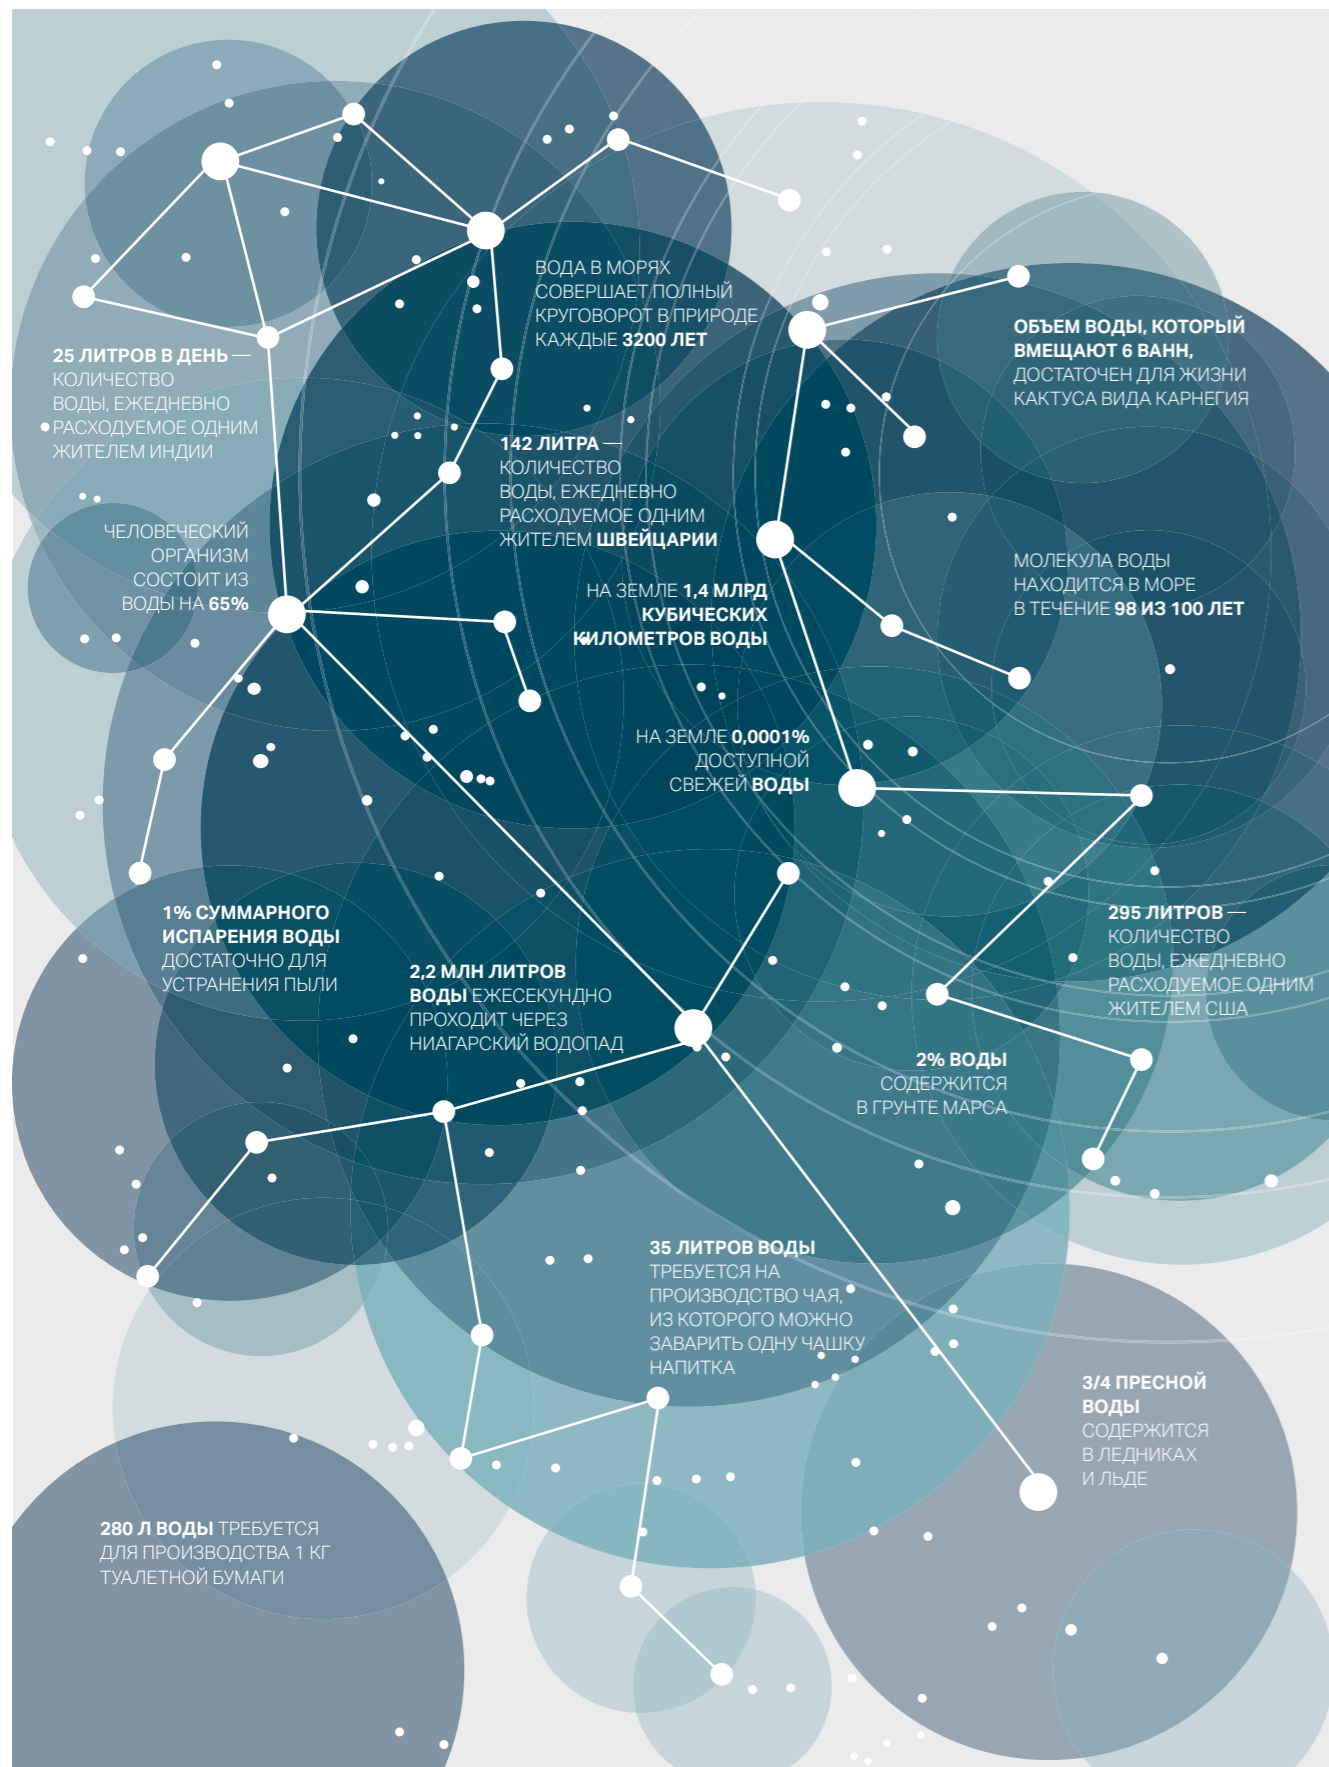 ВОДА В МОРЯХ
СОВЕРШАЕТ ПОЛНЫЙ
КРУГОВОРОТ В ПРИРОДЕ
КАЖДЫЕ 3200 ЛЕТ
ОБЪЕМ ВОДЫ, КОТОРЫЙ
ВМЕЩАЮТ 6 ВАНН,
ДОСТАТОЧЕН ДЛЯ ЖИЗНИ
КАКТУСА ВИДА КАРНЕГИЯ
25 ЛИТРОВ В ДЕНЬ —
КОЛИЧЕСТВО
ВОДЫ, ЕЖЕДНЕВНО
РАСХОДУЕМОЕ ОДНИМ
ЖИТЕЛЕМ ИНДИИ
142 ЛИТРА —
КОЛИЧЕСТВО
ВОДЫ, ЕЖЕДНЕВНО
РАСХОДУЕМОЕ ОДНИМ
ЖИТЕЛЕМ ШВЕЙЦАРИИ
ЧЕЛОВЕЧЕСКИЙ
ОРГАНИЗМ
СОСТОИТ ИЗ
ВОДЫ НА 65%
НА ЗЕМЛЕ 1,4 МЛРД
КУБИЧЕСКИХ
КИЛОМЕТРОВ ВОДЫ
МОЛЕКУЛА ВОДЫ
НАХОДИТСЯ В МОРЕ
В ТЕЧЕНИЕ 98 ИЗ 100 ЛЕТ
НА ЗЕМЛЕ 0,0001%
ДОСТУПНОЙ
СВЕЖЕЙ ВОДЫ
1% СУММАРНОГО
ИСПАРЕНИЯ ВОДЫ
ДОСТАТОЧНО ДЛЯ
УСТРАНЕНИЯ ПЫЛИ
2,2 МЛН ЛИТРОВ
ВОДЫ ЕЖЕСЕКУНДНО
ПРОХОДИТ ЧЕРЕЗ
НИАГАРСКИЙ ВОДОПАД
295 ЛИТРОВ —
КОЛИЧЕСТВО
ВОДЫ, ЕЖЕДНЕВНО
РАСХОДУЕМОЕ ОДНИМ
ЖИТЕЛЕМ США
2% ВОДЫ
СОДЕРЖИТСЯ
В ГРУНТЕ МАРСА
35 ЛИТРОВ ВОДЫ
ТРЕБУЕТСЯ НА
ПРОИЗВОДСТВО ЧАЯ,
ИЗ КОТОРОГО МОЖНО
ЗАВАРИТЬ ОДНУ ЧАШКУ
НАПИТКА
3/4 ПРЕСНОЙ
ВОДЫ
СОДЕРЖИТСЯ
В ЛЕДНИКАХ
И ЛЬДЕ
280 Л ВОДЫ ТРЕБУЕТСЯ
ДЛЯ ПРОИЗВОДСТВА 1 КГ
ТУАЛЕТНОЙ БУМАГИ